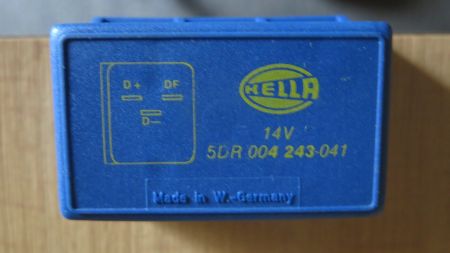 D+ DF
D-
HELLA
14V
5DR 004 243-041
Made in W.-Germany